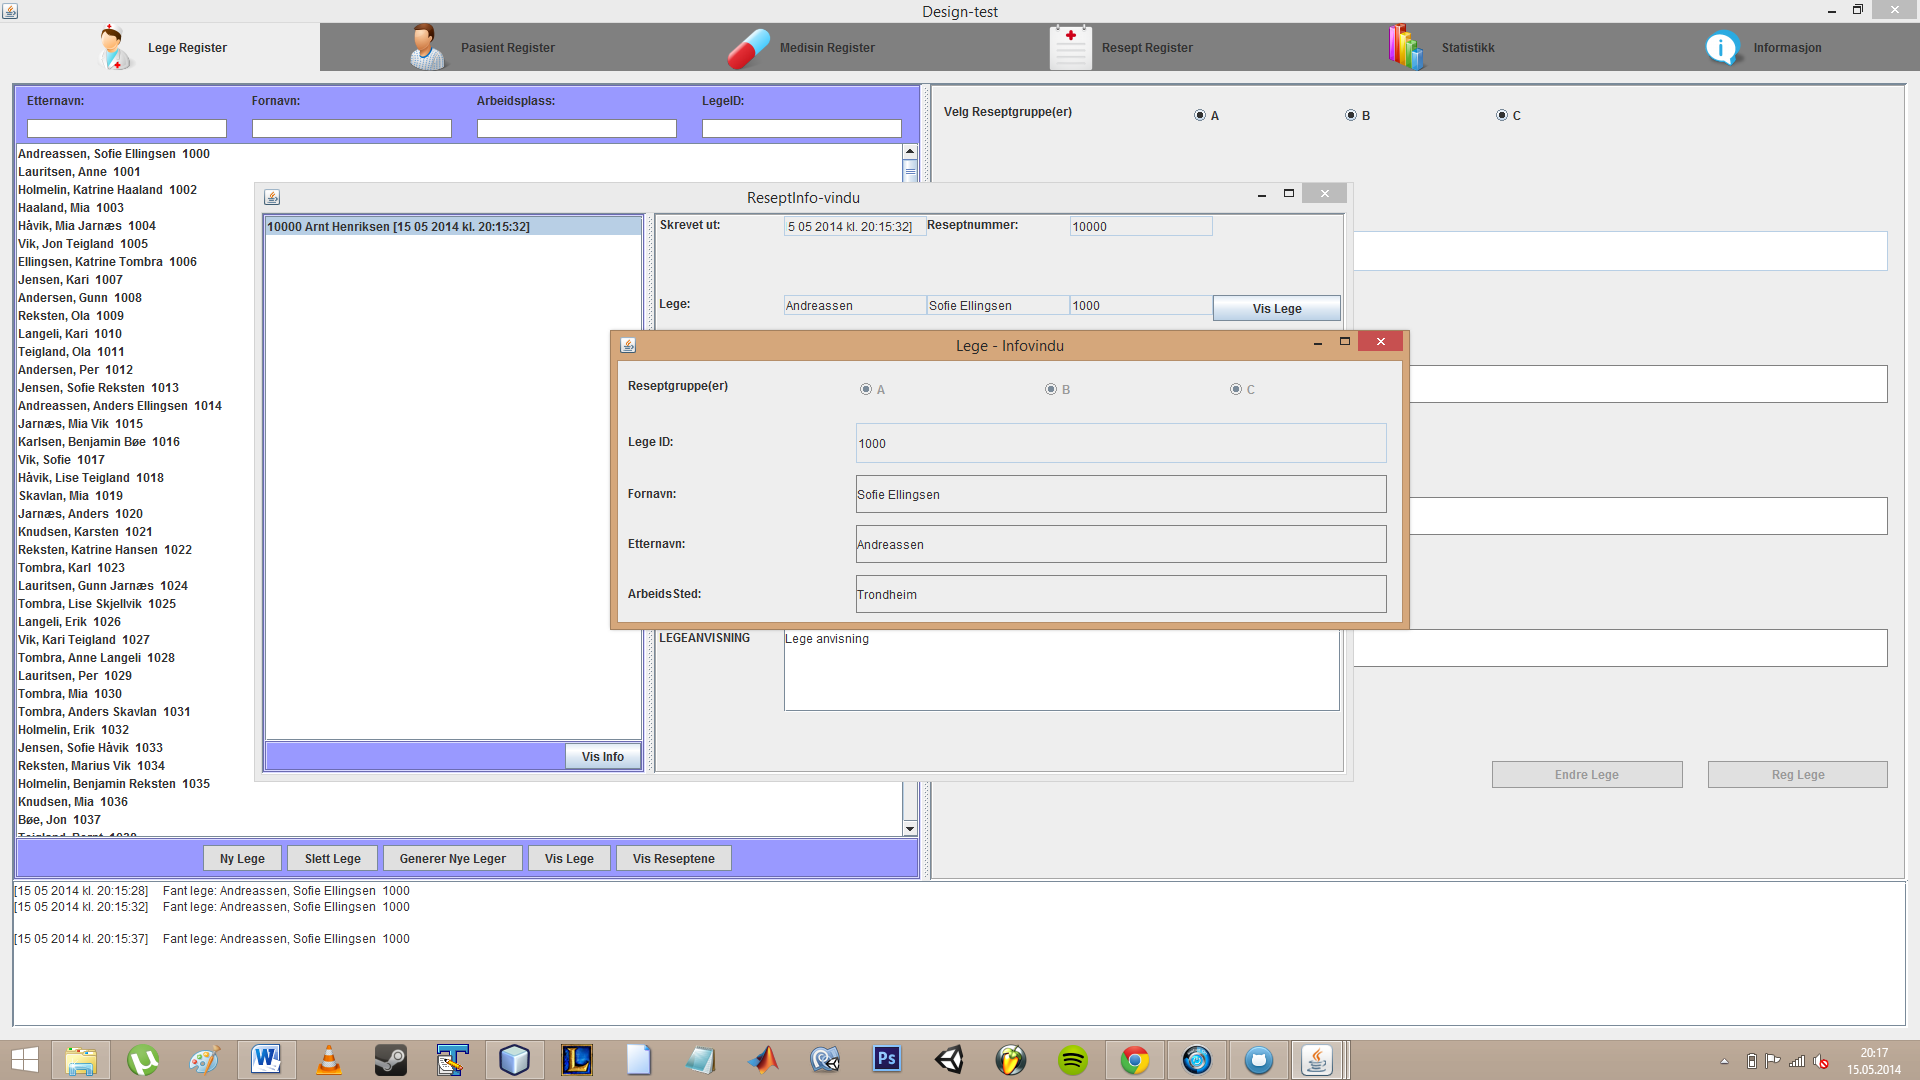 Design-test
Lege Register
Pasient Register
Medisin Register
Resept Register
Statistikk
Informasjon
Etternavn:
Fornavn:
Arbeidsplass:
LegeID:
Velg Reseptgruppe(er)
A
B
C
Andreassen, Sofie Ellingsen 1000
Lauritsen, Anne 1001
Holmelin, Katrine Haaland 1002
Haaland, Mia 1003
Håvik, Mia Jarnæs 1004
Vik, Jon Teigland 1005
Ellingsen, Katrine Tombra 1006
Jensen, Kari 1007
Andersen, Gunn 1008
Reksten, Ola 1009
Langeli, Kari 1010
Teigland, Ola 1011
Andersen, Per 1012
Jensen, Sofie Reksten 1013
Andreassen, Anders Ellingsen 1014
Jarnæs, Mia Vik 1015
Karlsen, Benjamin Bøe 1016
Vik, Sofie 1017
Håvik, Lise Teigland 1018
Skavlan, Mia 1019
Jarnæs, Anders 1020
Knudsen, Karsten 1021
Reksten, Katrine Hansen 1022
Tombra, Karl 1023
Lauritsen, Gunn Jarnæs 1024
Tombra, Lise Skjellvik 1025
Langeli, Erik 1026
Vik, Kari Teigland 1027
Tombra, Anne Langeli 1028
Lauritsen, Per 1029
Tombra, Mia 1030
Tombra, Anders Skavlan 1031
Holmelin, Erik 1032
Jensen, Sofie Håvik 1033
Reksten, Marius Vik 1034
Holmelin, Benjamin Reksten 1035
Knudsen, Mia 1036
Bøe, Jon 1037
ReseptInfo-vindu
10000 Arnt Henriksen [15 05 2014 kl. 20:15:32]
Vis Info
Skrevet ut:
5 05 2014 kl. 20:15:32]
Reseptnummer:
10000
Lege:
Andreassen
Sofie Ellingsen
1000
Vis Lege
Lege - Infovindu
Reseptgruppe(er)
A
B
C
Lege ID:
1000
Fornavn:
Sofie Ellingsen
Etternavn:
Andreassen
ArbeidsSted:
Trondheim
LEGEANVISNING
Lege anvisning
Endre Lege
Reg Lege
Ny Lege
Slett Lege
Generer Nye Leger
Vis Lege
Vis Reseptene
[15 05 2014 kl. 20:15:28] Fant lege: Andreassen, Sofie Ellingsen 1000
[15 05 2014 kl. 20:15:32] Fant lege: Andreassen, Sofie Ellingsen 1000
[15 05 2014 kl. 20:15:37] Fant lege: Andreassen, Sofie Ellingsen 1000
Ps
20:17
15.05.2014